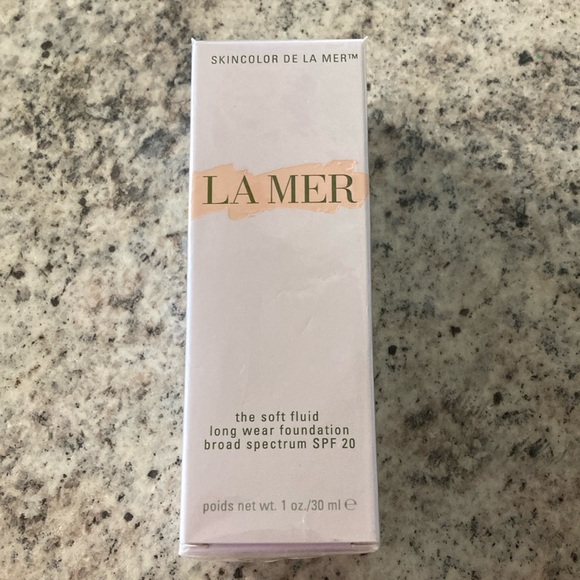 SKINCOLOR DE LA MER™
LA MER
the soft fluid
long wear foundation
broad spectrum SPF 20
poids net wt. 1 oz./30 ml ℮